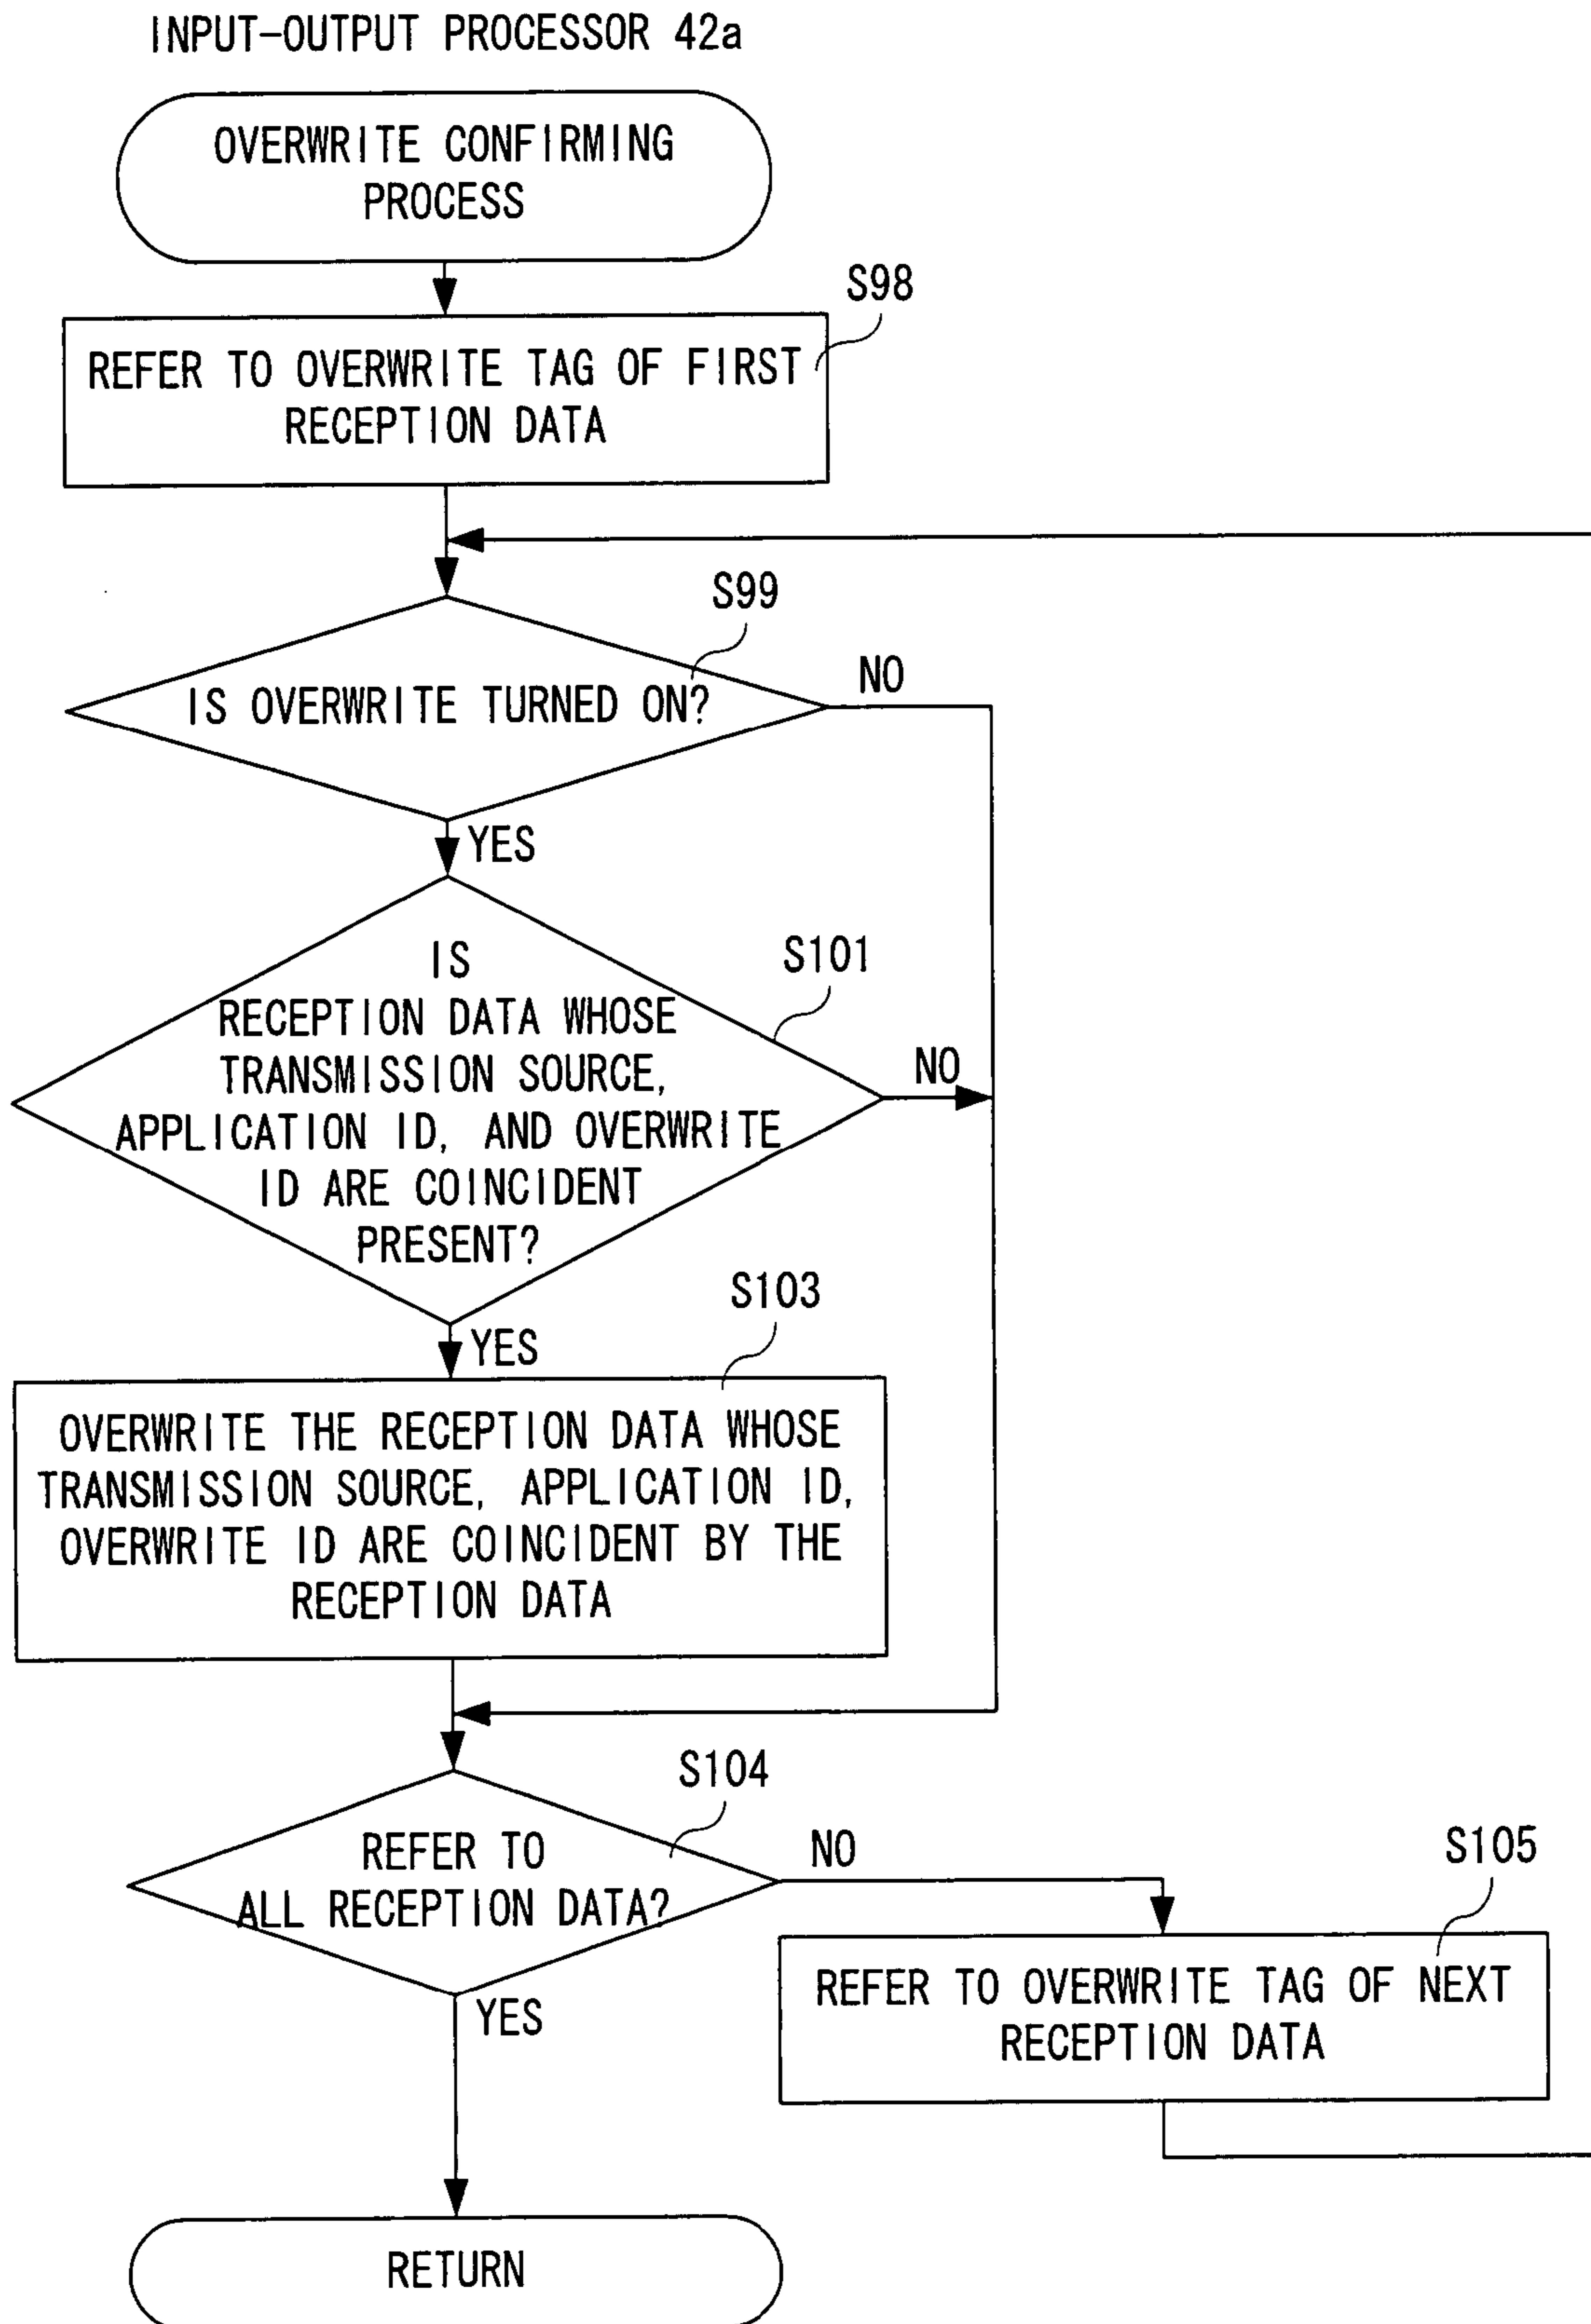 INPUT-OUTPUT PROCESSOR 42a
OVERWRITE CONFIRMING
PROCESS
S98
REFER TO OVERWRITE TAG OF FIRST
RECEPTION DATA
S99
IS OVERWRITE TURNED ON?
NO
YES
S101
IS
RECEPTION DATA WHOSE
TRANSMISSION SOURCE,
APPLICATION ID, AND OVERWRITE
ID ARE COINCIDENT
PRESENT?
NO
YES
S103
OVERWRITE THE RECEPTION DATA WHOSE
TRANSMISSION SOURCE, APPLICATION ID,
OVERWRITE ID ARE COINCIDENT BY THE
RECEPTION DATA
S104
REFER TO
ALL RECEPTION DATA?
NO
YES
S105
REFER TO OVERWRITE TAG OF NEXT
RECEPTION DATA
RETURN